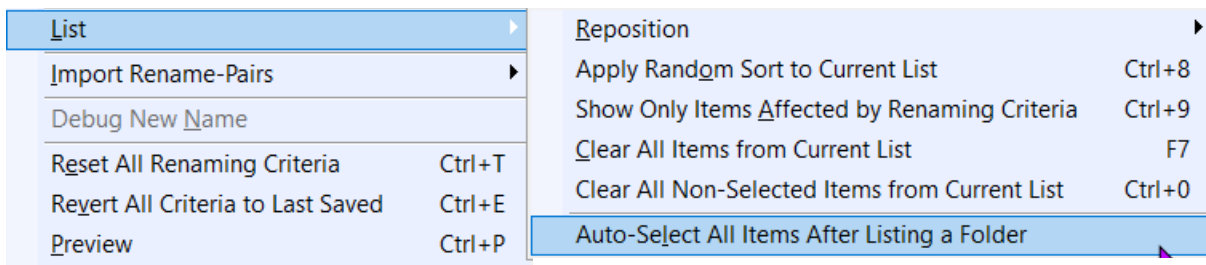 List
Import Rename-Pairs
Debug New Name
Reset All Renaming Criteria Ctrl+T
Revert All Criteria to Last Saved Ctrl+E
Preview Ctrl+P
Reposition
Apply Random Sort to Current List Ctrl+8
Show Only Items Affected by Renaming Criteria Ctrl+9
Clear All Items from Current List F7
Clear All Non-Selected Items from Current List Ctrl+0
Auto-Select All Items After Listing a Folder